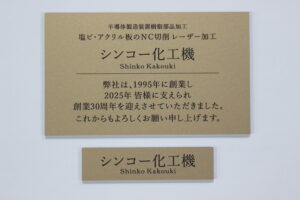 半導体製造装置樹脂部品加工
塩ビ・アクリル板のNC切削 レーザー加工
シンコー化工機
Shinko Kakouki
弊社は、1995年に創業し
2025年 皆様に支えられ
創業30周年を迎えさせていただきました。
これからもよろしくお願い申し上げます。
シンコー化工機
Shinko Kakouki